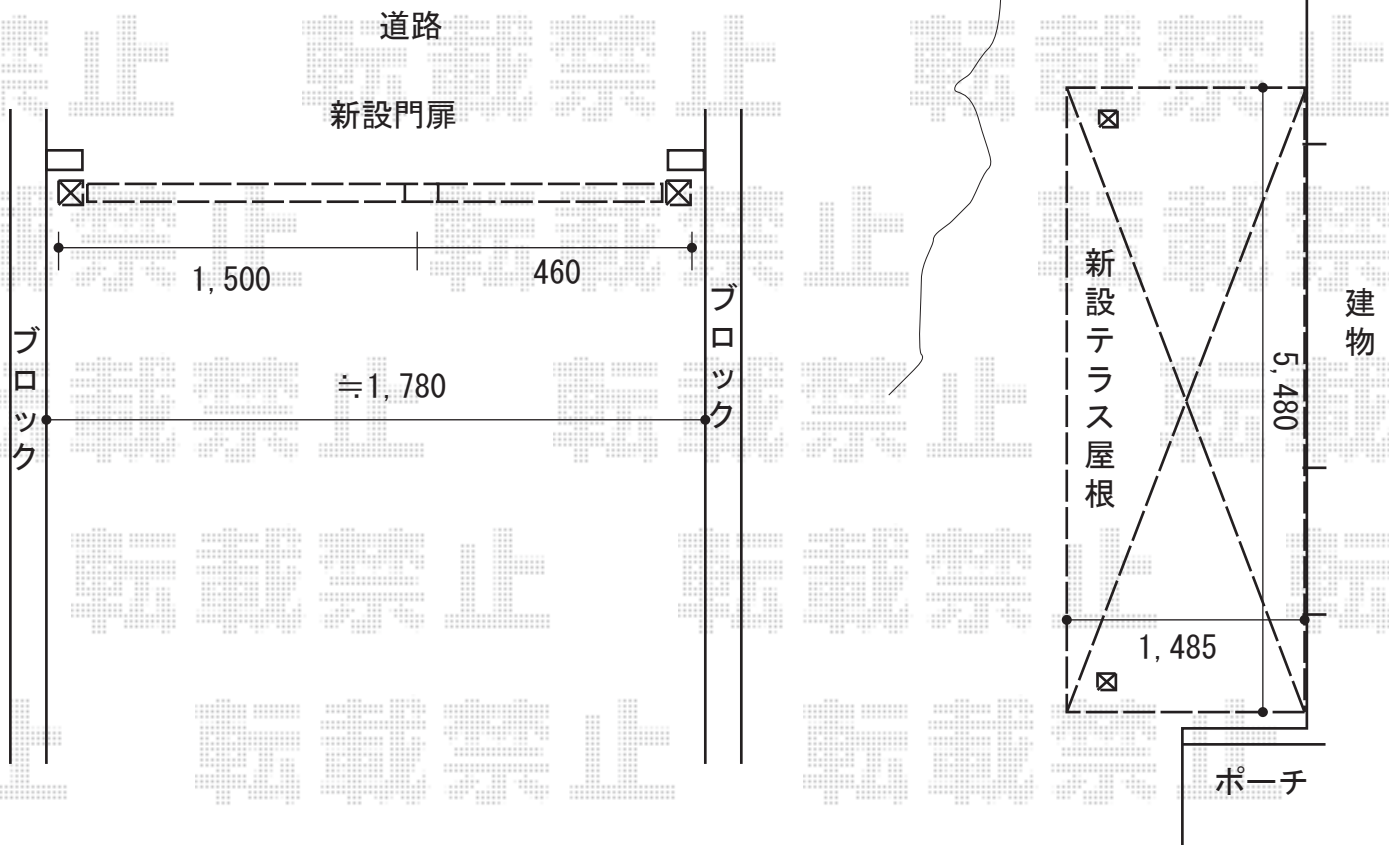 道路
新設門扉
1,500
460
≒1,780
ブロック
ブロック
新設テラス屋根
5,480
1,485
建物
ポーチ
転載禁止